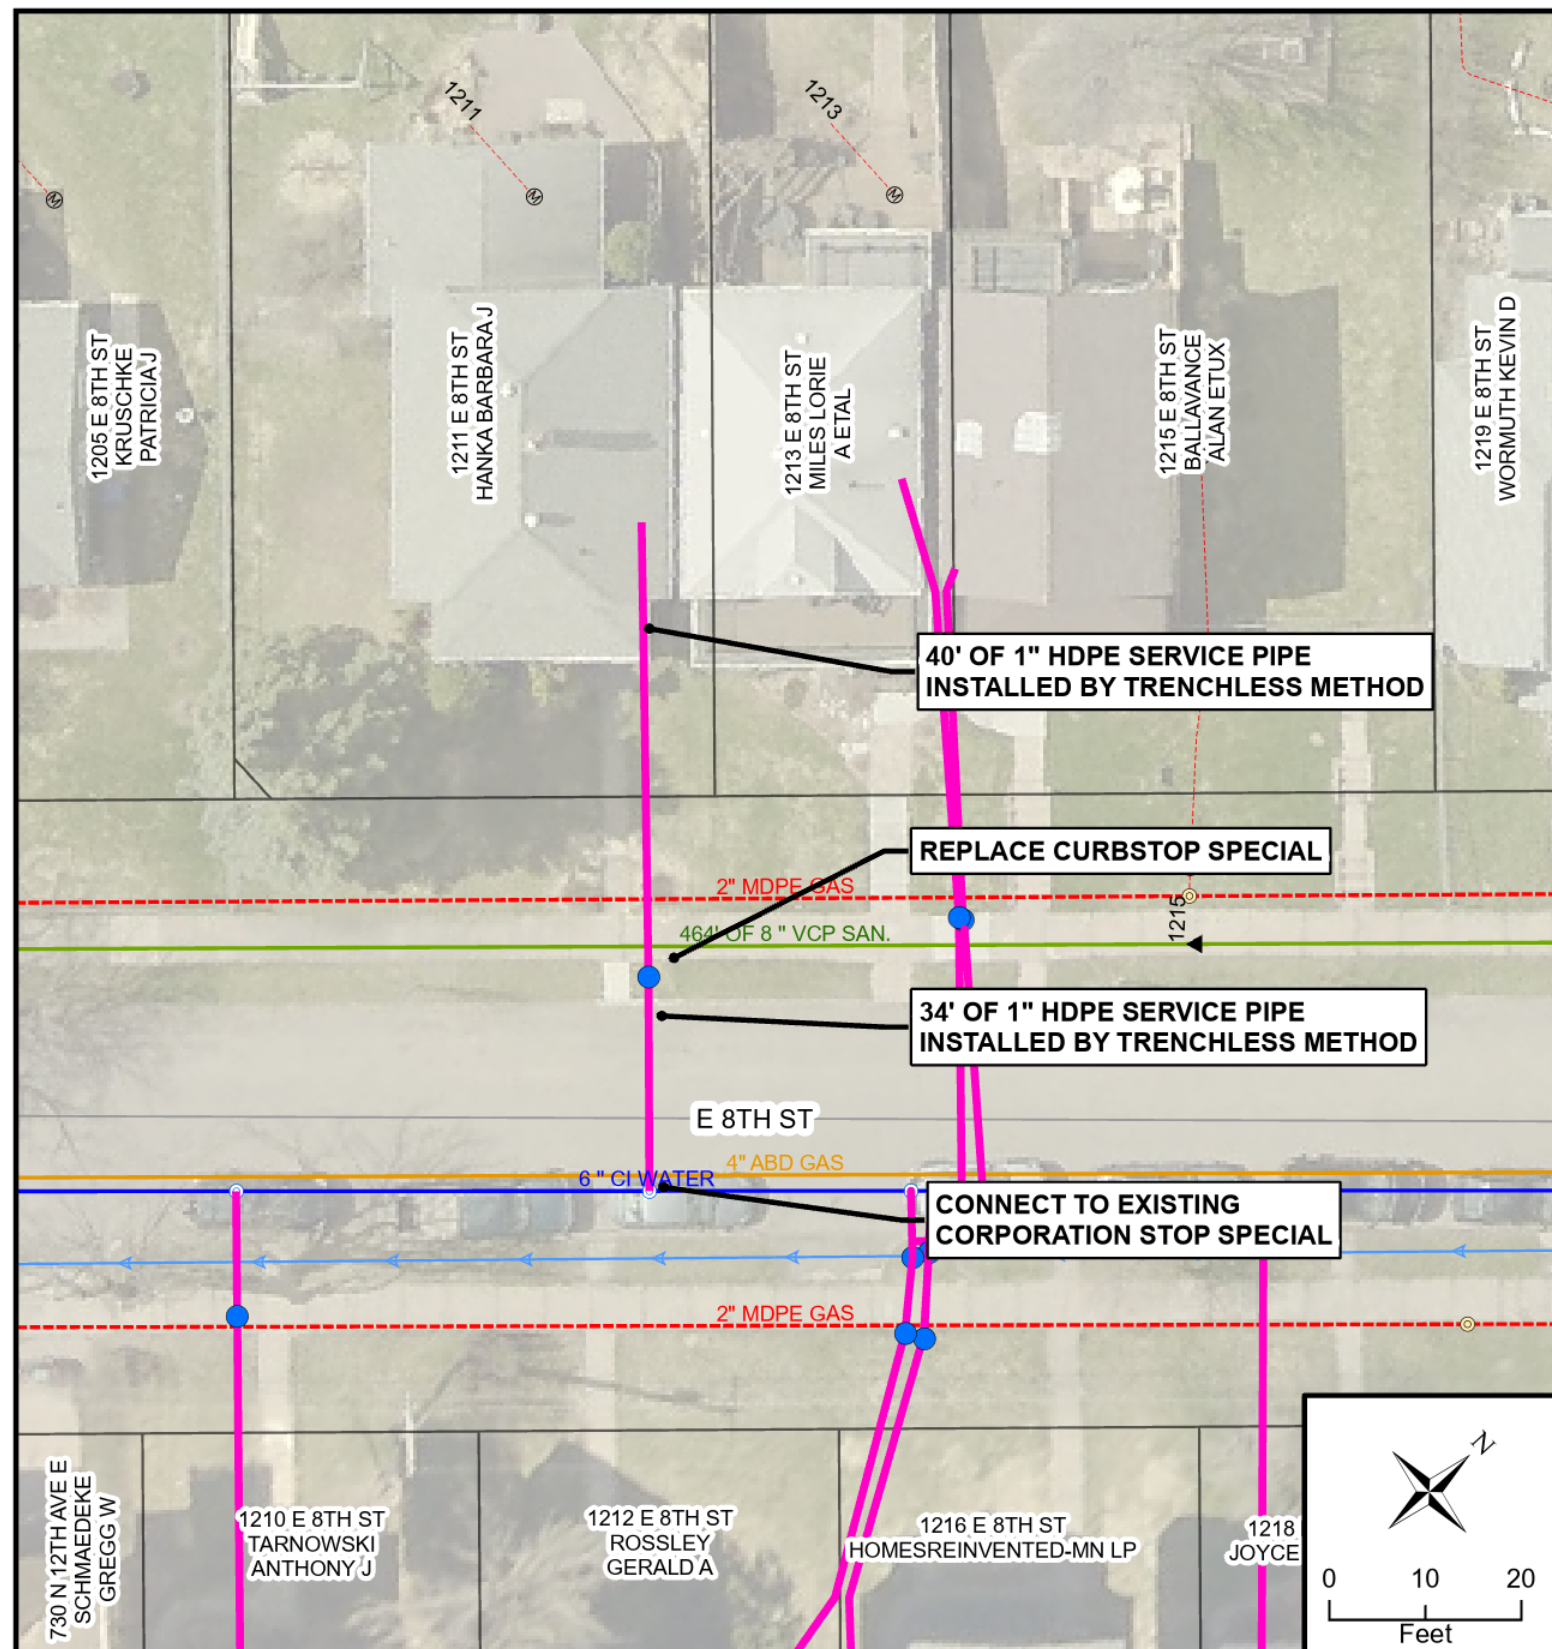 1211
1213
1205 E 8TH ST
KRUSCHKE
PATRICIA J
1211 E 8TH ST
HANKA BARBARA J
1213 E 8TH ST
MILES LORIE
A ETAL
1215 E 8TH ST
BALLAVANCE
ALAN ETUX
1219 E 8TH ST
WORMUTH KEVIN D
M
M
M
40' OF 1" HDPE SERVICE PIPE
INSTALLED BY TRENCHLESS METHOD
REPLACE CURBSTOP SPECIAL
2" MDPE GAS
1215
464' OF 8 " VCP SAN.
34' OF 1" HDPE SERVICE PIPE
INSTALLED BY TRENCHLESS METHOD
E 8TH ST
4" ABD GAS
6 " CI WATER
CONNECT TO EXISTING
CORPORATION STOP SPECIAL
2" MDPE GAS
730 N 12TH AVE E
SCHMAEDEKE
GREGG W
1210 E 8TH ST
TARNOWSKI
ANTHONY J
1212 E 8TH ST
ROSSLEY
GERALD A
1216 E 8TH ST
HOMESREINVENTED-MN LP
1218
JOYCE
N
0 10 20
Feet